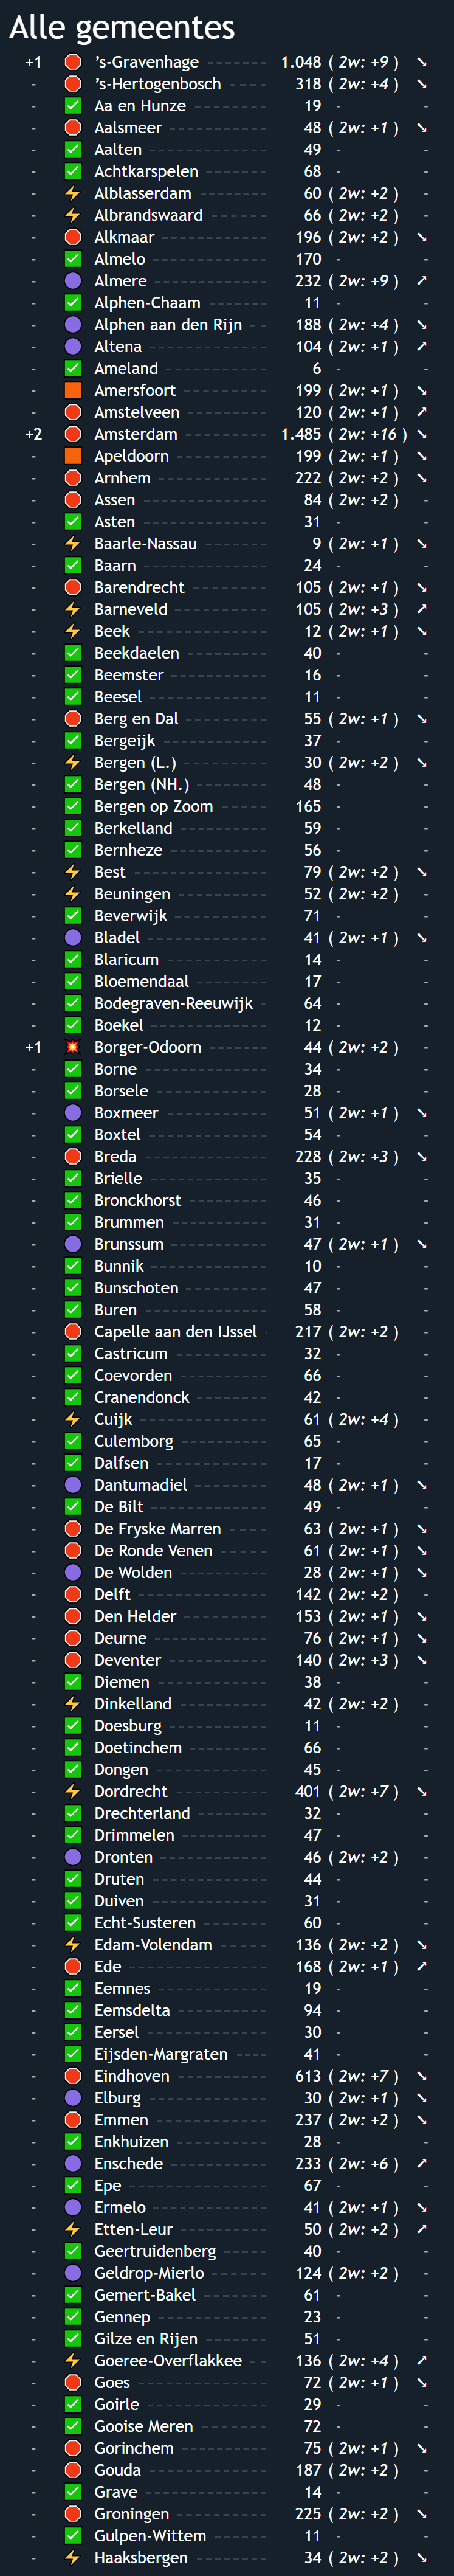 Alle gemeentes
+1 's-Gravenhage 1.048 ( 2w: +9 ) ↘
- 's-Hertogenbosch 318 ( 2w: +4 ) -
- Aa en Hunze 19 - -
- Aalsmeer 48 ( 2w: +1 ) ↘
- Aalten 49 - -
- Achtkarspelen 68 - -
- Alblasserdam 60 ( 2w: +2 ) -
- Albrandswaard 66 ( 2w: +2 ) -
- Alkmaar 196 ( 2w: +2 ) ↘
- Almelo 170 - -
- Almere 232 ( 2w: +9 ) ↗
- Alphen-Chaam 11 - -
- Alphen aan den Rijn 188 ( 2w: +4 ) ↘
- Altena 104 ( 2w: +1 ) ↗
- Ameland 6 - -
- Amersfoort 199 ( 2w: +1 ) ↘
- Amstelveen 120 ( 2w: +1 ) ↗
+2 Amsterdam 1.485 ( 2w: +16 ) ↘
- Apeldoorn 199 ( 2w: +1 ) ↘
- Arnhem 222 ( 2w: +2 ) ↘
- Assen 84 ( 2w: +2 ) -
- Asten 31 - -
- Baarle-Nassau 9 ( 2w: +1 ) ↘
- Baarn 24 - -
- Barendrecht 105 ( 2w: +1 ) ↘
- Barneveld 105 ( 2w: +3 ) ↗
- Beek 12 ( 2w: +1 ) ↘
- Beekdaelen 40 - -
- Beemster 16 - -
- Beesel 11 - -
- Berg en Dal 55 ( 2w: +1 ) ↘
- Bergeijk 37 - -
- Bergen (L.) 30 ( 2w: +2 ) ↘
- Bergen (NH.) 48 - -
- Bergen op Zoom 165 - -
- Berkelland 59 - -
- Bernheze 56 - -
- Best 79 ( 2w: +2 ) ↘
- Beuningen 52 ( 2w: +2 ) -
- Beverwijk 71 - -
- Bladel 41 ( 2w: +1 ) ↘
- Blaricum 14 - -
- Bloemendaal 17 - -
- Bodegraven-Reeuwijk 64 - -
- Boekel 12 - -
+1 Borger-Odoorn 44 ( 2w: +2 ) -
- Borne 34 - -
- Borsele 28 - -
- Boxmeer 51 ( 2w: +1 ) ↘
- Boxtel 54 - -
- Breda 228 ( 2w: +3 ) ↘
- Brielle 35 - -
- Bronckhorst 46 - -
- Brummen 31 - -
- Brunssum 47 ( 2w: +1 ) ↘
- Bunnik 10 - -
- Bunschoten 47 - -
- Buren 58 - -
- Capelle aan den IJssel 217 ( 2w: +2 ) -
- Castricum 32 - -
- Coevorden 66 - -
- Cranendonck 42 - -
- Cuijk 61 ( 2w: +4 ) -
- Culemborg 65 - -
- Dalfsen 17 - -
- Dantumadiel 48 ( 2w: +1 ) ↘
- De Bilt 49 - -
- De Fryske Marren 63 ( 2w: +1 ) ↘
- De Ronde Venen 61 ( 2w: +1 ) ↘
- De Wolden 28 ( 2w: +1 ) ↘
- Delft 142 ( 2w: +2 ) -
- Den Helder 153 ( 2w: +1 ) ↘
- Deurne 76 ( 2w: +1 ) ↘
- Deventer 140 ( 2w: +3 ) ↘
- Diemen 38 - -
- Dinkelland 42 ( 2w: +2 ) -
- Doesburg 11 - -
- Doetinchem 66 - -
- Dongen 45 - -
- Dordrecht 401 ( 2w: +7 ) ↘
- Drechterland 32 - -
- Drimmelen 47 - -
- Dronten 46 ( 2w: +2 ) -
- Druten 44 - -
- Duiven 31 - -
- Echt-Susteren 60 - -
- Edam-Volendam 136 ( 2w: +2 ) ↘
- Ede 168 ( 2w: +1 ) ↗
- Eemnes 19 - -
- Eemsdelta 94 - -
- Eersel 30 - -
- Eijsden-Margraten 41 - -
- Eindhoven 613 ( 2w: +7 ) ↘
- Elburg 30 ( 2w: +1 ) ↘
- Emmen 237 ( 2w: +2 ) ↘
- Enkhuizen 28 - -
- Enschede 233 ( 2w: +6 ) ↗
- Epe 67 - -
- Ermelo 41 ( 2w: +1 ) ↘
- Etten-Leur 50 ( 2w: +2 ) ↗
- Geertruidenberg 40 - -
- Geldrop-Mierlo 124 ( 2w: +2 ) -
- Gemert-Bakel 61 - -
- Gennep 23 - -
- Gilze en Rijen 51 - -
- Goeree-Overflakkee 136 ( 2w: +4 ) ↗
- Goes 72 ( 2w: +1 ) ↘
- Goirle 29 - -
- Gooise Meren 72 - -
- Gorinchem 75 ( 2w: +1 ) ↘
- Gouda 187 ( 2w: +2 ) -
- Grave 14 - -
- Groningen 225 ( 2w: +2 ) ↘
- Gulpen-Wittem 11 - -
- Haaksbergen 34 ( 2w: +2 ) ↘